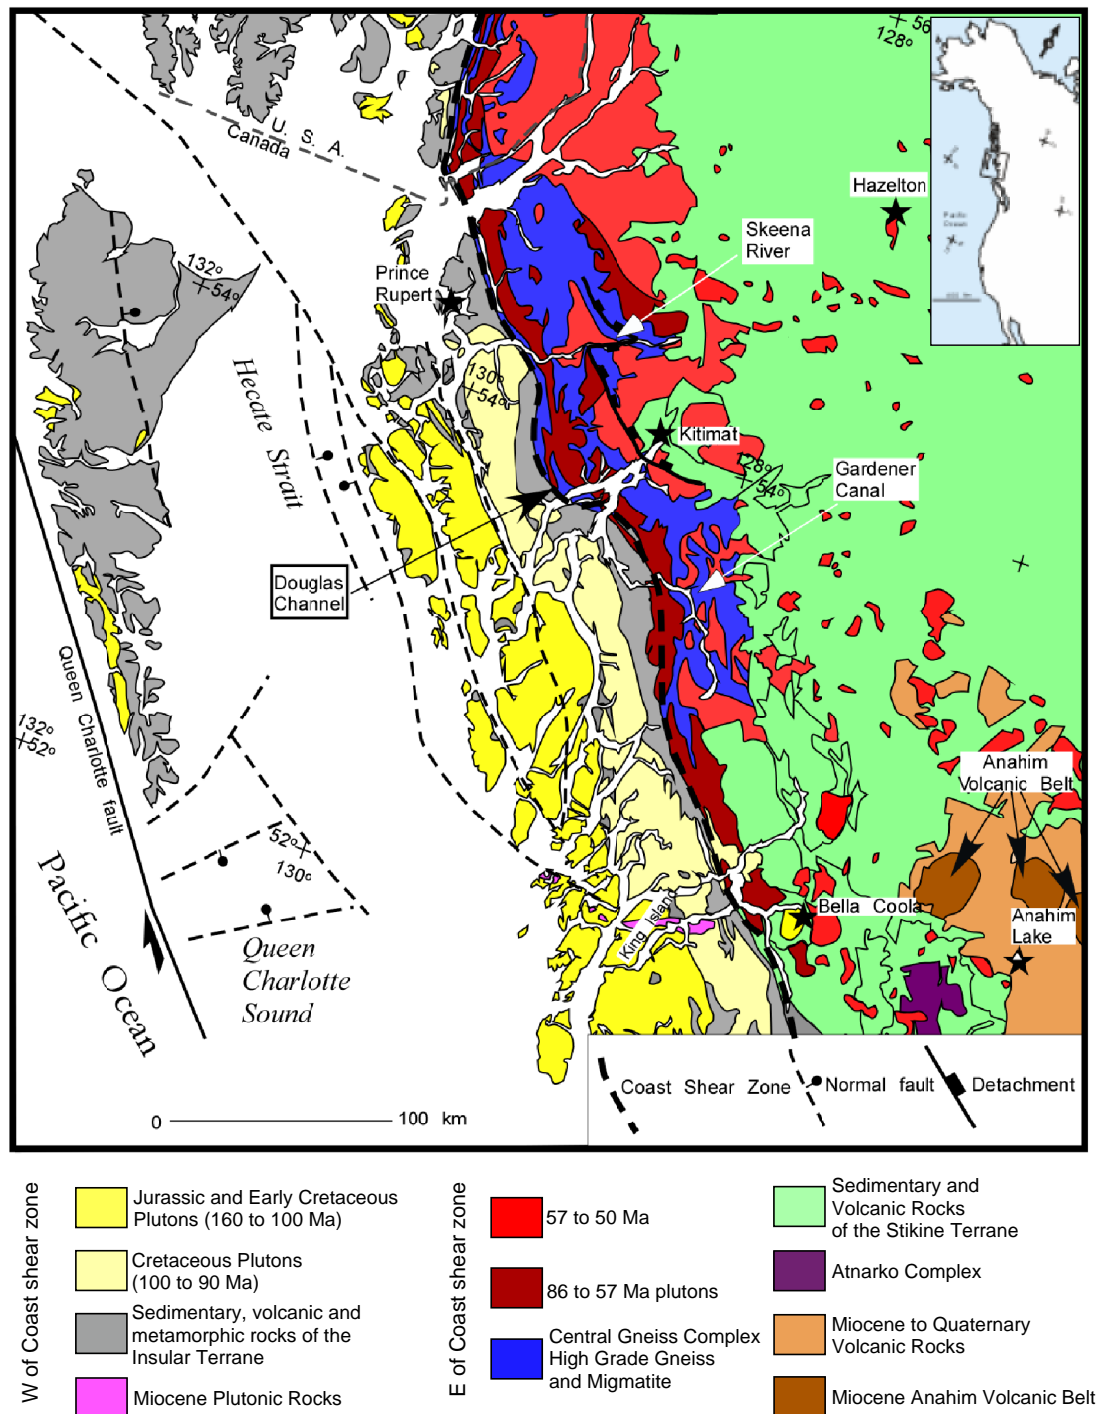 56
128°
U. S. A.
Canada
Hazelton
Pacific
Ocean
Skeena
River
132°
54°
Prince
Rupert
130°
54°
Hecate Strait
Kitimat
128°
54°
Gardener
Canal
Douglas
Channel
Queen Charlotte fault
132°
52°
Anahim
Volcanic Belt
52°
130°
Pacific Ocean
Bella Coola
King Island
Anahim
Lake
Queen
Charlotte
Sound
0 100 km
Coast Shear Zone
Normal fault
Detachment
W of Coast shear zone
Jurassic and Early Cretaceous
Plutons (160 to 100 Ma)
Cretaceous Plutons
(100 to 90 Ma)
Sedimentary, volcanic and
metamorphic rocks of the
Insular Terrane
Miocene Plutonic Rocks
E of Coast shear zone
57 to 50 Ma
86 to 57 Ma plutons
Central Gneiss Complex
High Grade Gneiss
and Migmatite
Sedimentary and
Volcanic Rocks
of the Stikine Terrane
Atnarko Complex
Miocene to Quaternary
Volcanic Rocks
Miocene Anahim Volcanic Belt